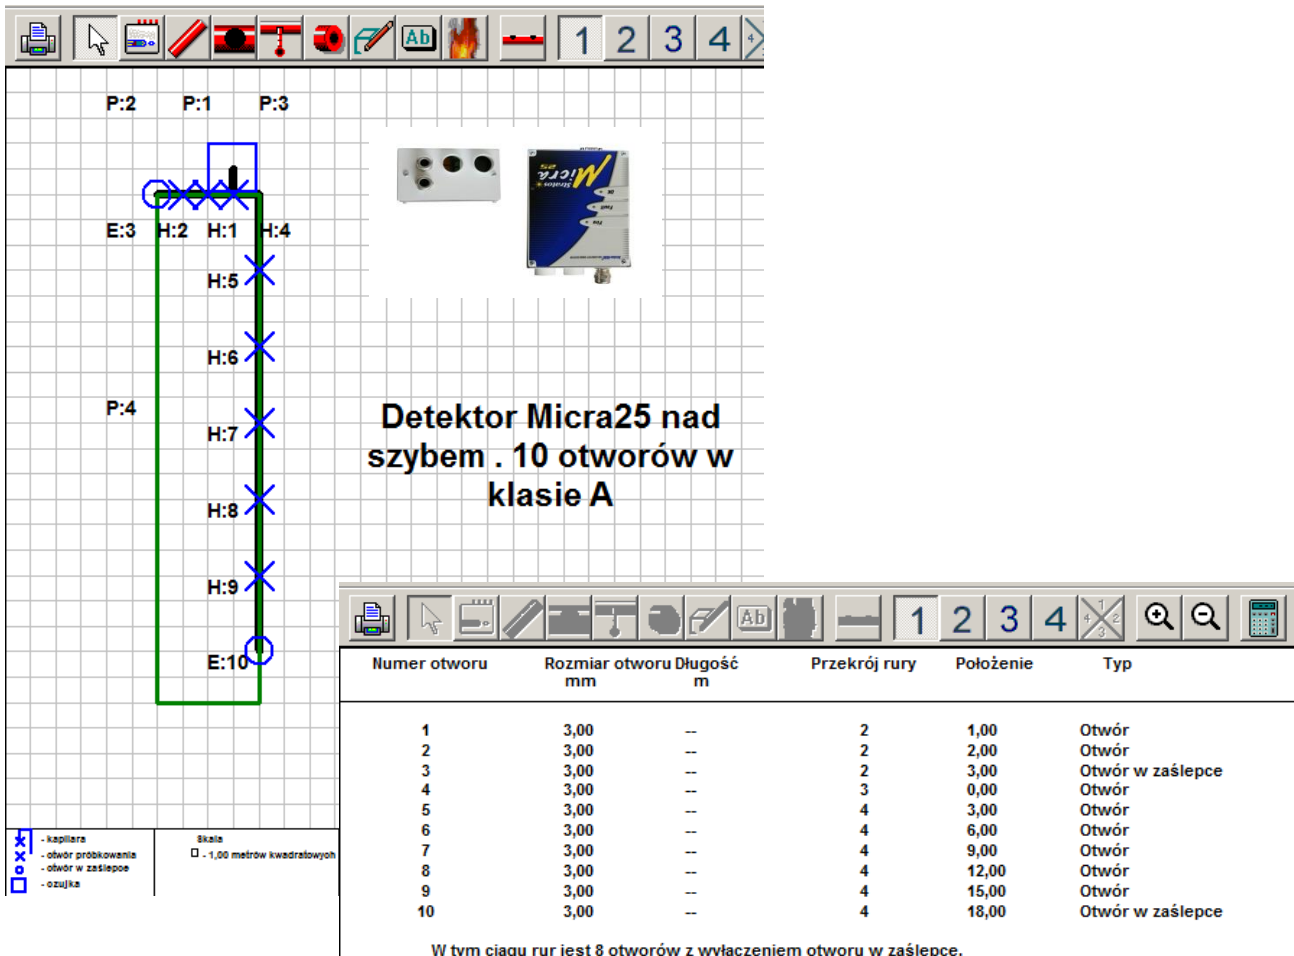 Ab
1 2 3 4
P:2 P:1 P:3
E:3 H:2 H:1 H:4
H:5
H:6
P:4
H:7
H:8
H:9
E:10
Micra
25
Stratos
Detektor Micra25 nad
szybem . 10 otworów w
klasie A
- kapilara
- otwór próbkowania
- otwór w zaślepce
- czujka
Skala
- 1,00 metrów kwadratowych
Ab
1 2 3 4
Numer otworu Rozmiar otworu Długość Przekrój rury Położenie Typ
mm m
1 3,00 -- 2 1,00 Otwór
2 3,00 -- 2 2,00 Otwór
3 3,00 -- 2 3,00 Otwór w zaślepce
4 3,00 -- 3 0,00 Otwór
5 3,00 -- 4 3,00 Otwór
6 3,00 -- 4 6,00 Otwór
7 3,00 -- 4 9,00 Otwór
8 3,00 -- 4 12,00 Otwór
9 3,00 -- 4 15,00 Otwór
10 3,00 -- 4 18,00 Otwór w zaślepce
W tym ciągu rur jest 8 otworów z wyłączeniem otworu w zaślepce.